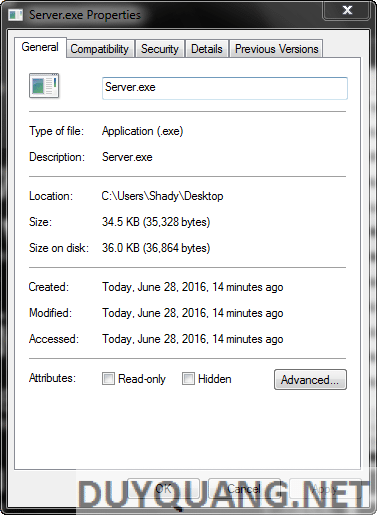 Server.exe Properties
General Compatibility Security Details Previous Versions
Server.exe
Type of file: Application (.exe)
Description: Server.exe
Location: C:\Users\Shady\Desktop
Size: 34.5 KB (35,328 bytes)
Size on disk: 36.0 KB (36,864 bytes)
Created: Today, June 28, 2016, 14 minutes ago
Modified: Today, June 28, 2016, 14 minutes ago
Accessed: Today, June 28, 2016, 14 minutes ago
Attributes: Read-only Hidden Advanced...
OK Cancel Apply
DUYQUANG.NET